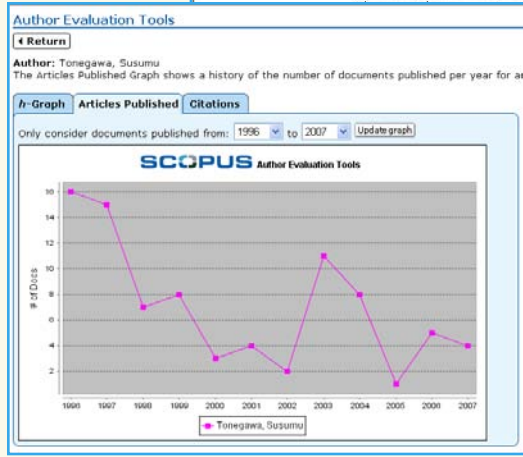 Author Evaluation Tools
Return
Author: Tonegawa, Susumu
The Articles Published Graph shows a history of the number of documents published per year for
h-Graph Articles Published Citations
Only consider documents published from: 1996 to 2007 Update graph
SCOPUS Author Evaluation Tools
# of Docs
16
14
12
10
8
6
4
2
1996 1997 1998 1999 2000 2001 2002 2003 2004 2005 2006 2007
Tonegawa, Susumu